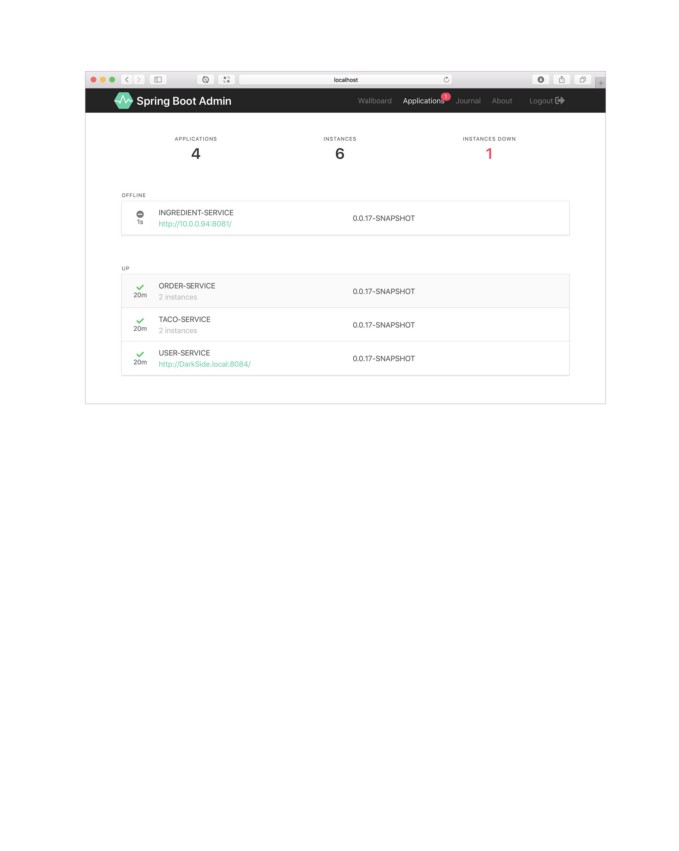 localhost
Spring Boot Admin
Wallboard Applications 1 Journal About Logout
APPLICATIONS INSTANCES INSTANCES DOWN
4 6 1
OFFLINE
INGREDIENT-SERVICE
1s http://10.0.0.94:8081/ 0.0.17-SNAPSHOT
UP
ORDER-SERVICE
20m 2 instances 0.0.17-SNAPSHOT
TACO-SERVICE
20m 2 instances 0.0.17-SNAPSHOT
USER-SERVICE
20m http://DarkSide.local:8084/ 0.0.17-SNAPSHOT